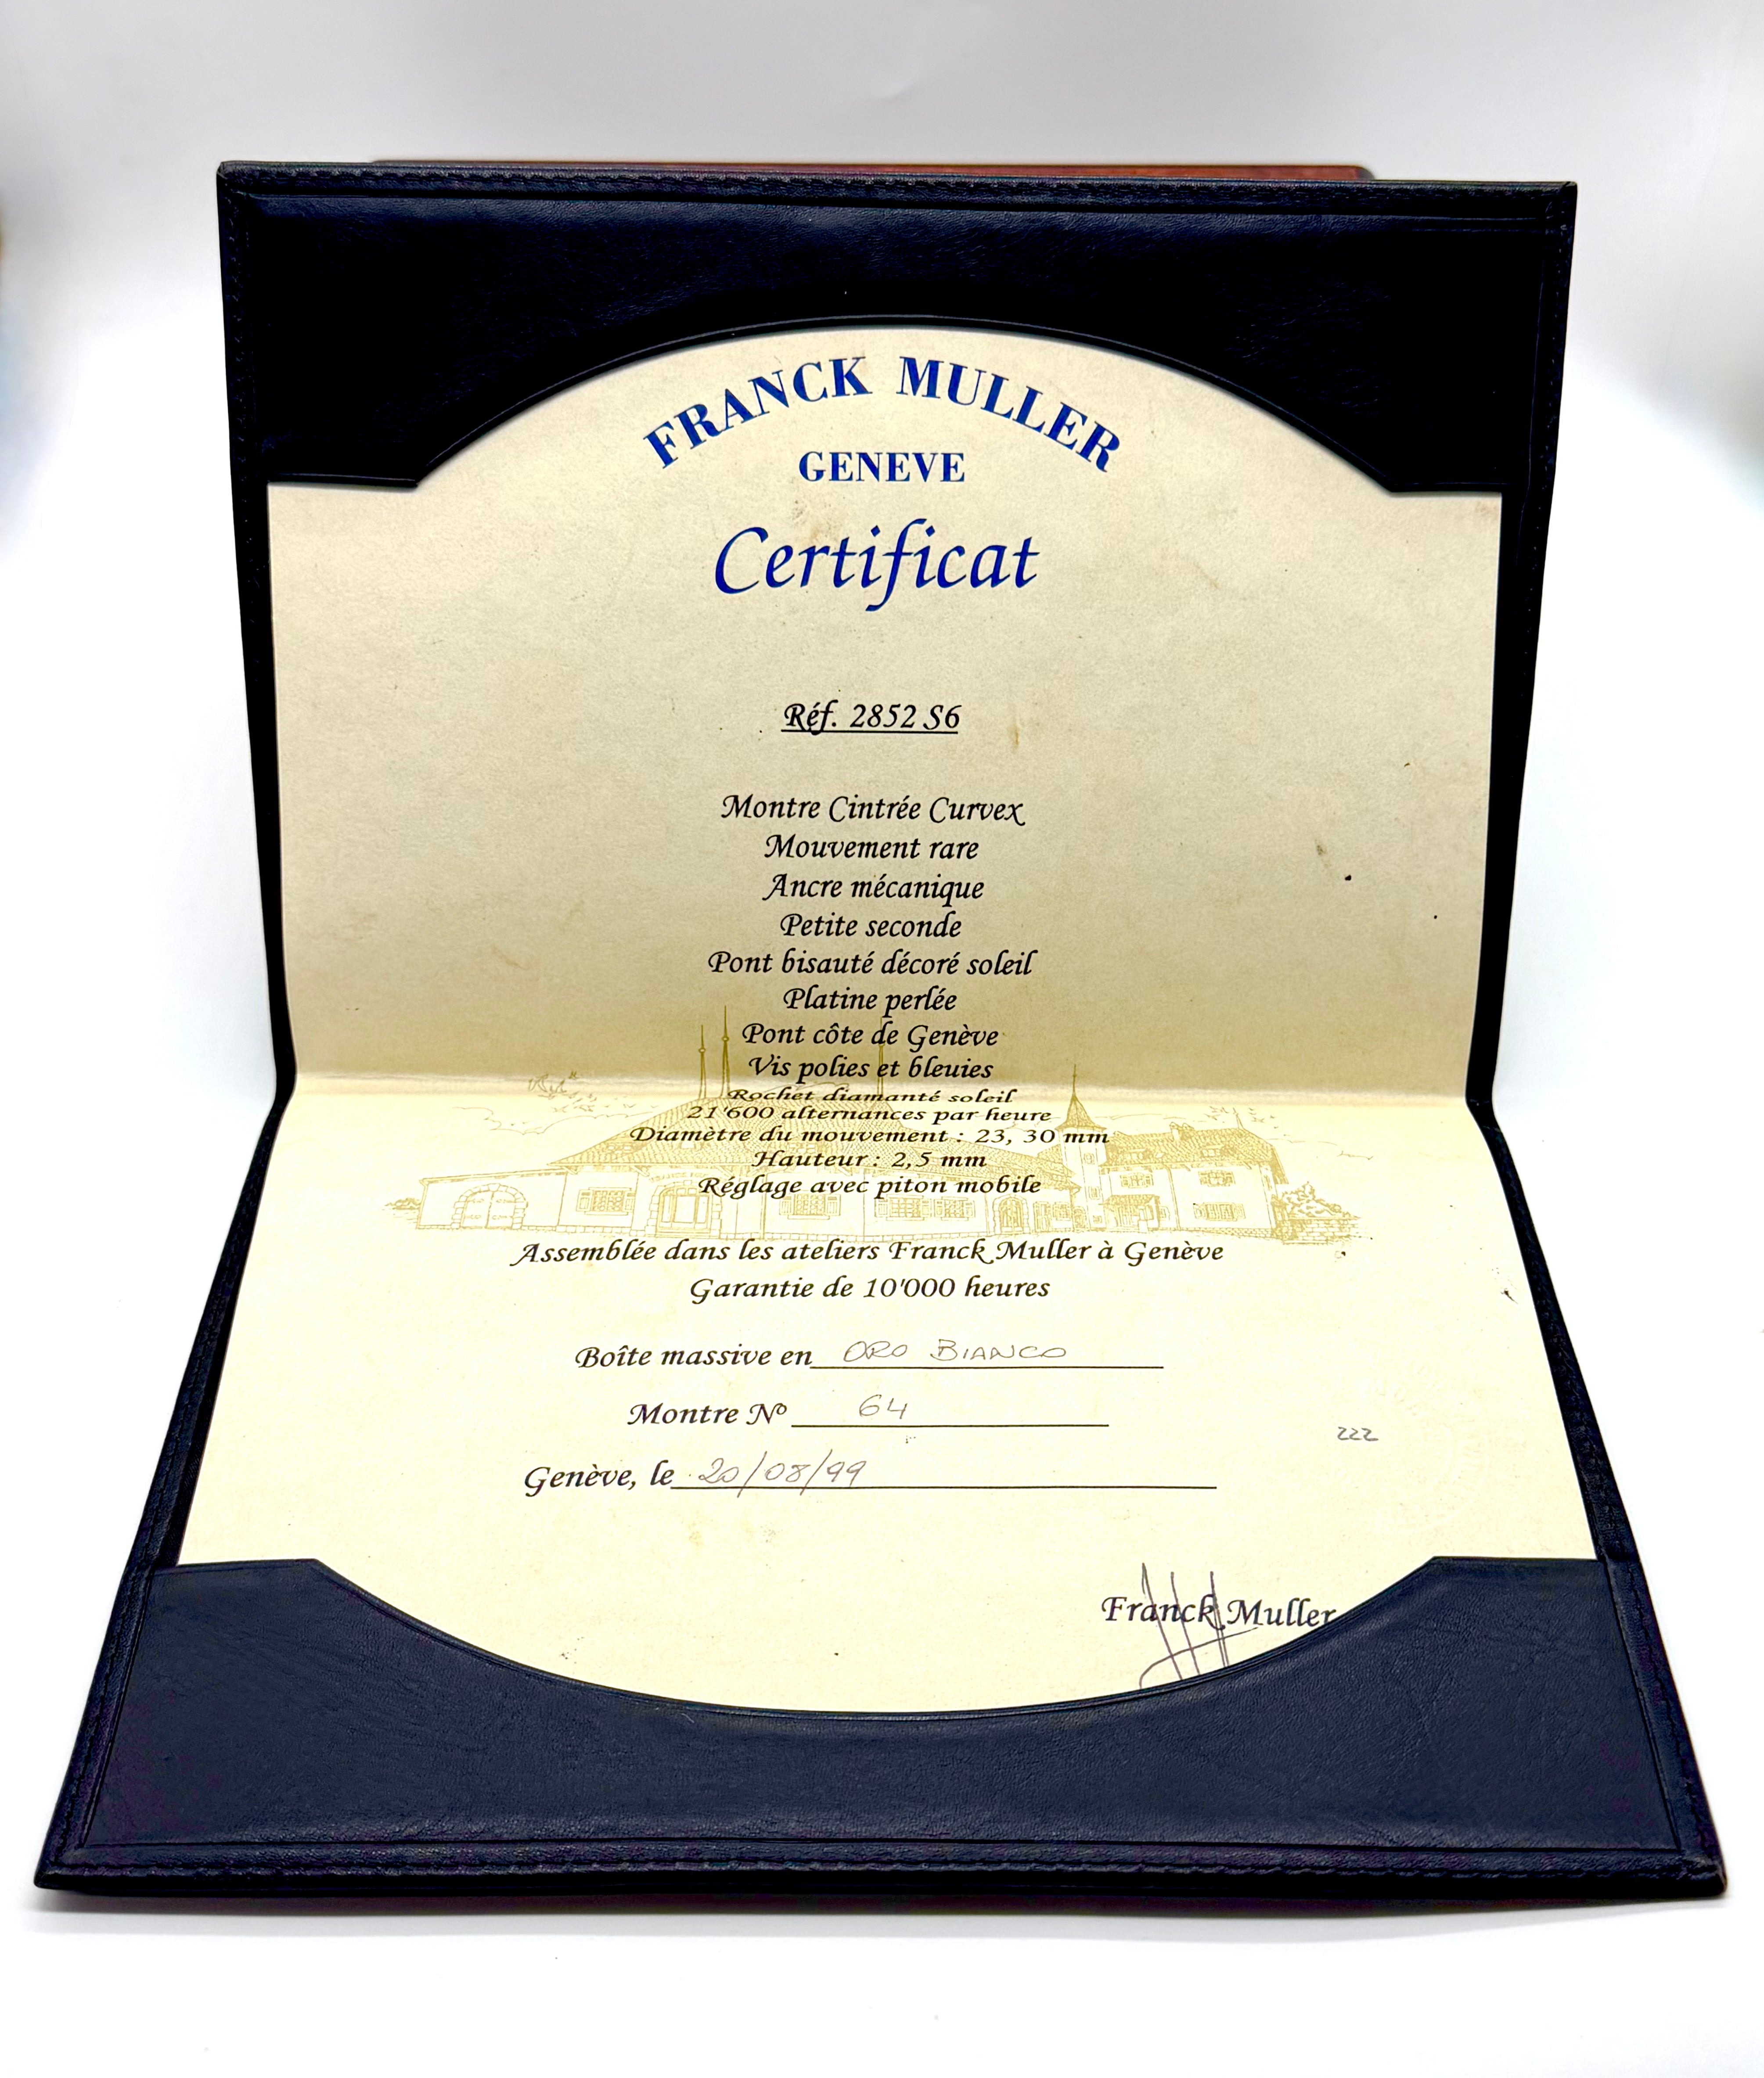 FRANCK MULLER
GENEVE
Certificat
Réf. 2852 S6
Montre Cintrée Curvex
Mouvement rare
Ancre mécanique
Petite seconde
Pont bisauté décoré soleil
Platine perlée
Pont côte de Genève
Vis polies et bleuies
Rochet diamanté soleil
21'600 alternances par heure
Diamètre du mouvement : 23, 30 mm
Hauteur : 2,5 mm
Réglage avec piton mobile
Assemblée dans les ateliers Franck Muller à Genève
Garantie de 10'000 heures
Boîte massive en ORO BIANCO
Montre Nº 64
222
Genève, le 20/08/99
Franck Muller